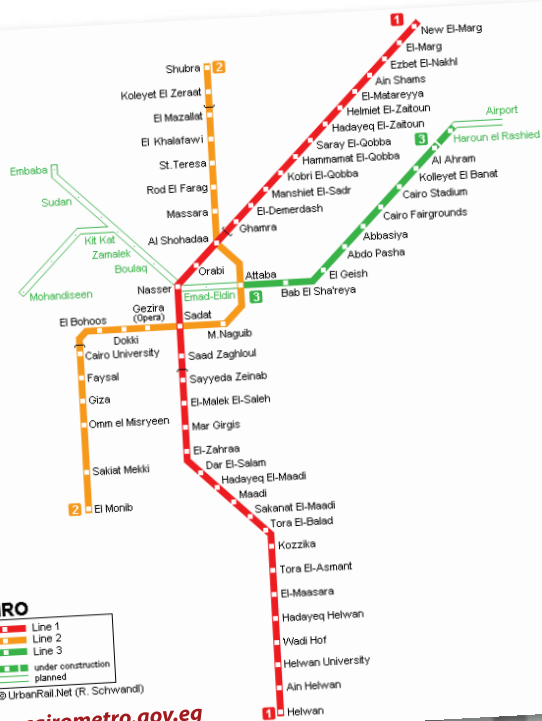 1
New El-Marg
El-Marg
Ezbet El-Nakhl
Ain Shams
El-Matareyya
Helmiet El-Zaitoun
Hadayeq El-Zaitoun
Saray El-Qobba
Hammamat El-Qobba
Kobri El-Qobba
Manshiet El-Sadr
El-Demerdash
Ghamra
Shubra
2
Koleyet El Zeraat
El Mazallat
El Khalafawi
St.Teresa
Rod El Farag
Massara
Al Shohadaa
Airport
3
Haroun el Rashied
Al Ahram
Kolleyet El Banat
Cairo Stadium
Cairo Fairgrounds
Abbasiya
Abdo Pasha
El Geish
Bab El Sha'reya
Attaba
3
Embaba
Sudan
Kit Kat
Zamalek
Boulaq
Mohandiseen
Orabi
Nasser
Emad-Eldin
Sadat
M.Naguib
Gezira
(Opera)
El Bohoos
Dokki
Cairo University
Faysal
Giza
Omm el Misryeen
Sakiat Mekki
2
El Monib
Saad Zaghloul
Sayyeda Zeinab
El-Malek El-Saleh
Mar Girgis
El-Zahraa
Dar El-Salam
Hadayeq El-Maadi
Maadi
Sakanat El-Maadi
Tora El-Balad
Kozzika
Tora El-Asmant
El-Maasara
Hadayeq Helwan
Wadi Hof
Helwan University
Ain Helwan
1
Helwan
IRO
Line 1
Line 2
Line 3
under construction
planned
© UrbanRail.Net (R. Schwandl)
cairometro.gov.eg